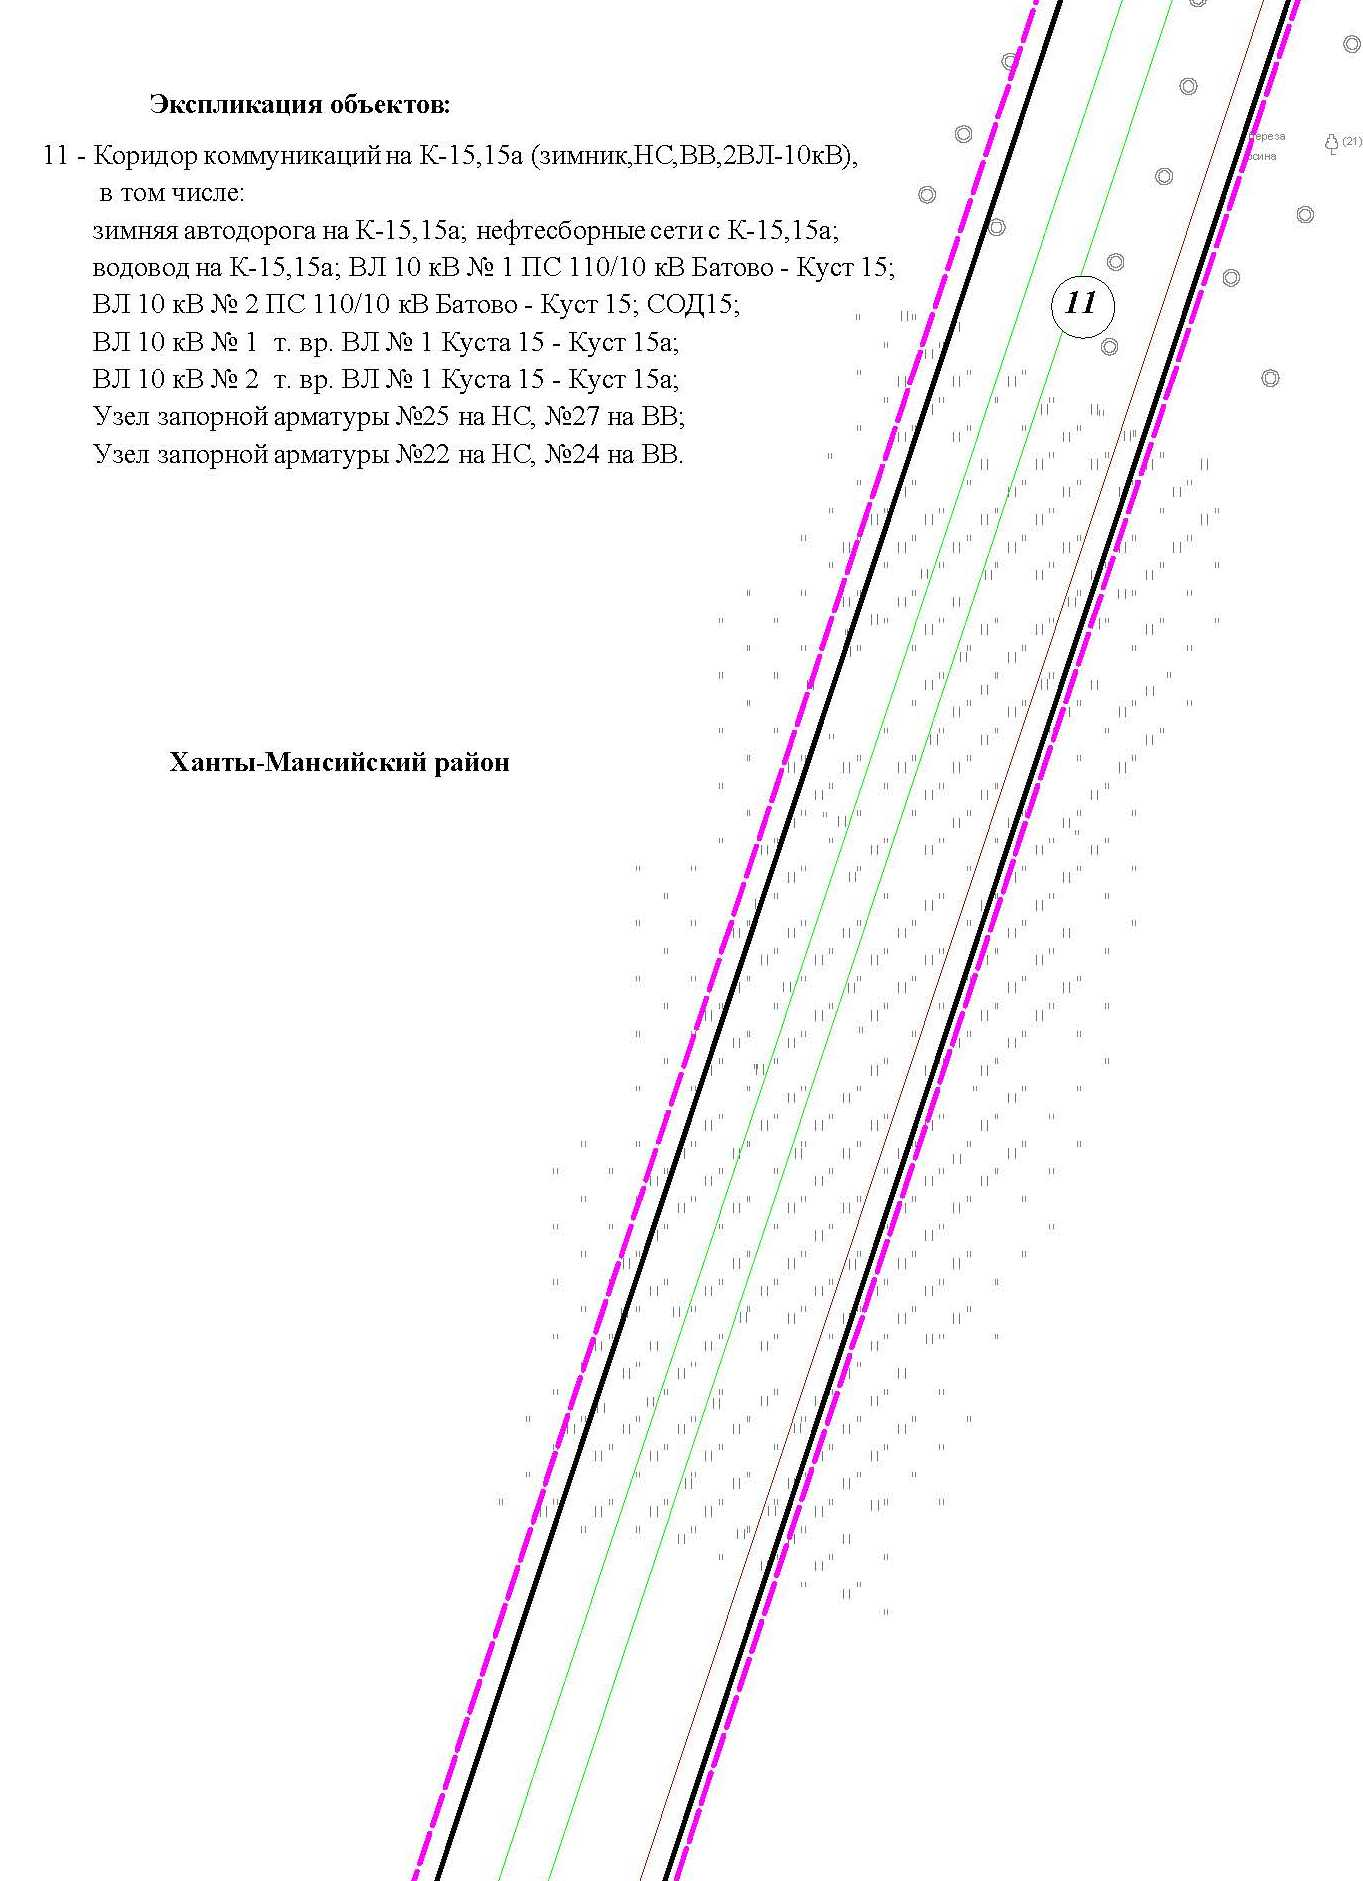 Экспликация объектов:
11 - Коридор коммуникаций на К-15,15а (зимник,НС,ВВ,2ВЛ-10кВ),
в том числе:
зимняя автодорога на К-15,15а; нефтесборные сети с К-15,15а;
водовод на К-15,15а; ВЛ 10 кВ № 1 ПС 110/10 кВ Батово - Куст 15;
ВЛ 10 кВ № 2 ПС 110/10 кВ Батово - Куст 15; СОД15;
ВЛ 10 кВ № 1 т. вр. ВЛ № 1 Куста 15 - Куст 15а;
ВЛ 10 кВ № 2 т. вр. ВЛ № 1 Куста 15 - Куст 15а;
Узел запорной арматуры №25 на НС, №27 на ВВ;
Узел запорной арматуры №22 на НС, №24 на ВВ.
(21)
11
Ханты-Мансийский район